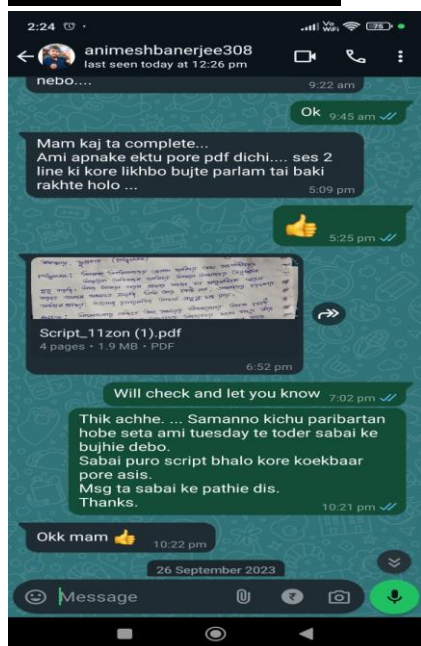 2:24
Vo
WiFi
75
animeshbanerjee308
last seen today at 12:26 pm
nebo....
9:22 am
Ok 9:45 am
Mam kaj ta complete...
Ami apnake ektu pore pdf dichi.... ses 2
line ki kore likhbo bujte parlam tai baki
rakhte holo ...
5:09 pm
5:25 pm
Script_11zon (1).pdf
4 pages • 1.9 MB • PDF
6:52 pm
Will check and let you know 7:02 pm
Thik achhe. ... Samanno kichu paribartan
hobe seta ami tuesday te toder sabai ke
bujhie debo.
Sabai puro script bhalo kore koekbaar
pore asis.
Msg ta sabai ke pathie dis.
Thanks.
10:21 pm
Okk mam 10:22 pm
26 September 2023
Message